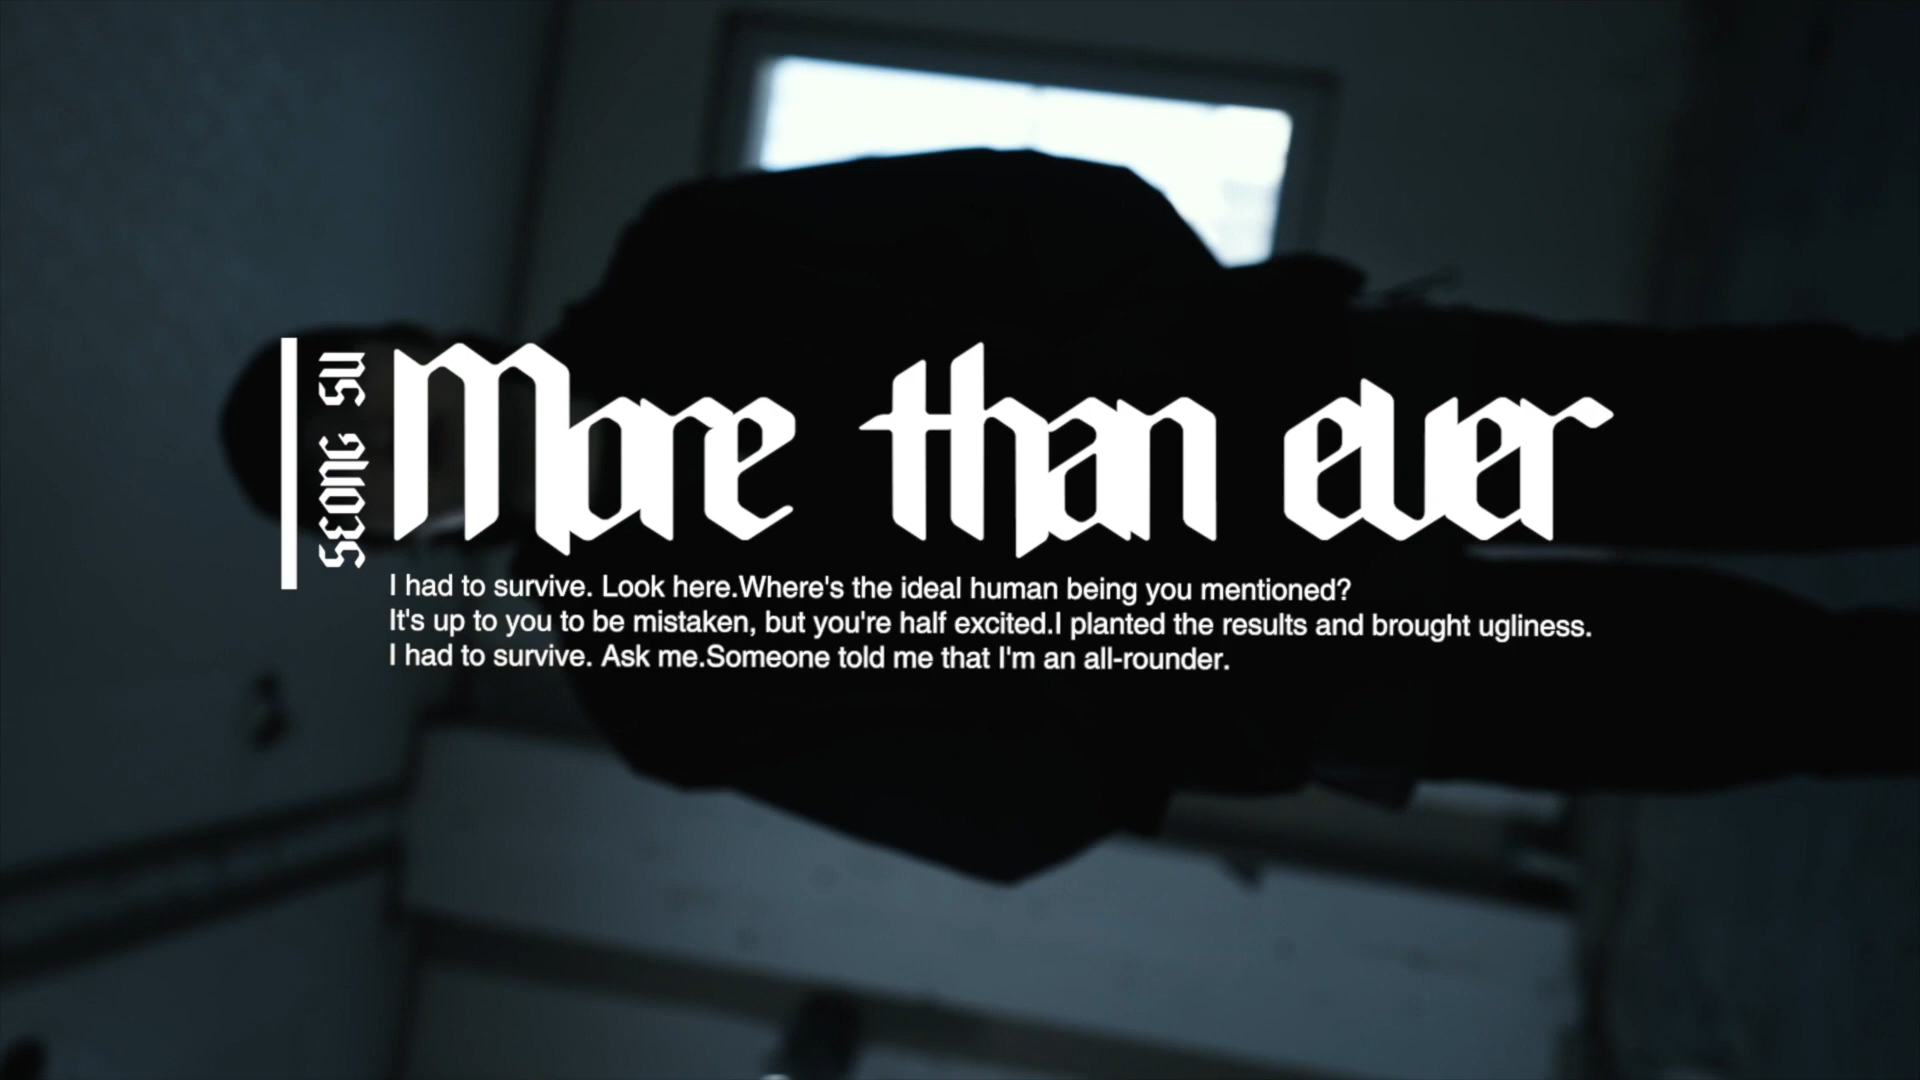 seong su
More than ever
I had to survive. Look here.Where's the ideal human being you mentioned?
It's up to you to be mistaken, but you're half excited.I planted the results and brought ugliness.
I had to survive. Ask me.Someone told me that I'm an all-rounder.